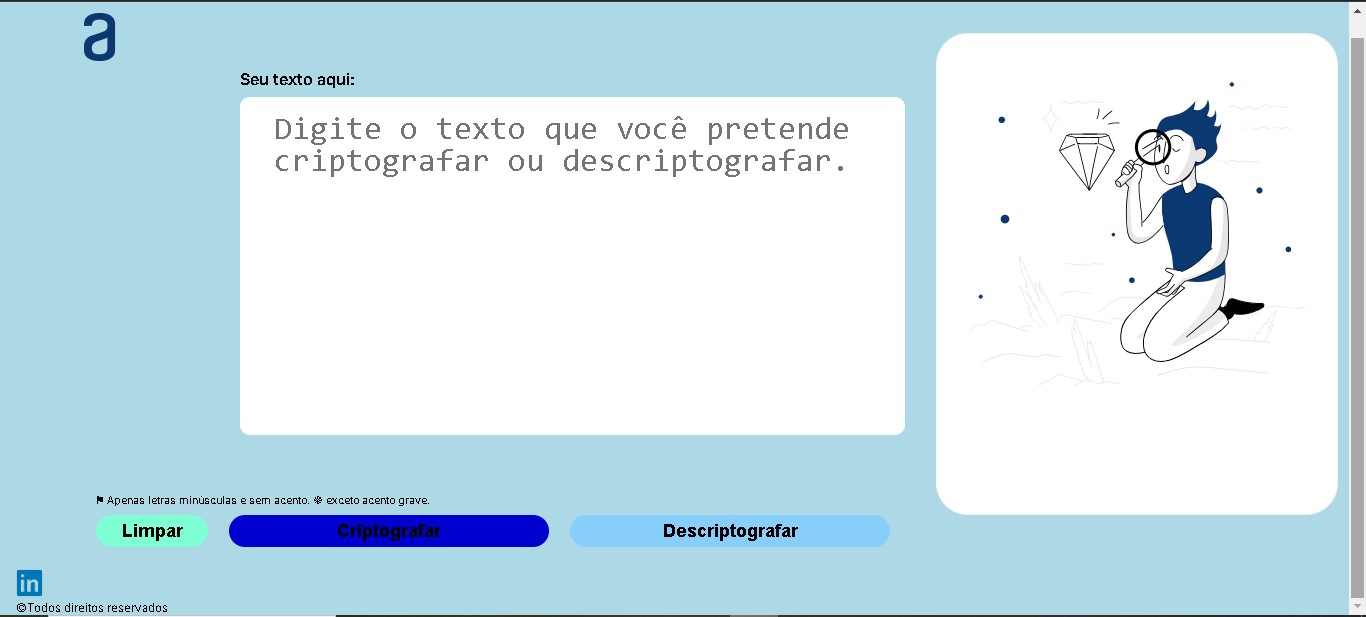 a
Seu texto aqui:
Digite o texto que você pretende
criptografar ou descriptografar.
⚑ Apenas letras minúsculas e sem acento. ❉ exceto acento grave.
Limpar
Criptografar
Descriptografar
in
©Todos direitos reservados